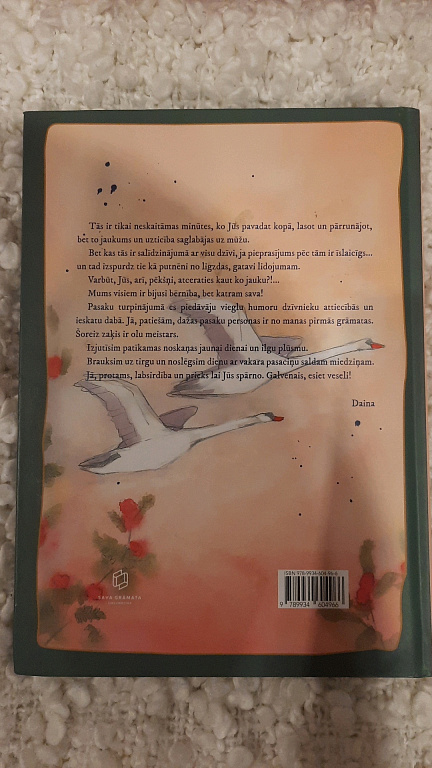 Tās ir tikai neskaitāmas minūtes, ko Jūs pavadat kopā, lasot un pārrunājot,
bet to jaukums un uzticība saglabājas uz mūžu.
Bet kas tās ir salīdzinājumā ar visu dzīvi, ja pieprasījums pēc tām ir īslaicīgs...
un tad izspurdz tie kā putnēni no ligzdas, gatavi lidojumam.
Varbūt, Jūs, arī, pēkšņi, atceraties kaut ko jauku?!...
Mums visiem ir bijusi bērnība, bet katram sava!
Pasaku turpinājumā es piedāvāju vieglu humoru dzīvnieku attiecībās un
ieskatu dabā. Jā, patiešām, dažas pasaku personas ir no manas pirmās grāmatas.
Šoreiz zaķis ir olu meistars.
Izjutīsim patīkamas noskaņas jaunai dienai un ilgu plūsmu.
Brauksim uz tirgu un noslēgsim dienu ar vakara pasaciņu saldam miedziņam.
Jā, protams, labsirdība un prieks lai Jūs spārno. Galvenais, esiet veseli!
Daina
ISBN 978-9934-604-96-6
9 789934 604966
SAVA GRĀMATA